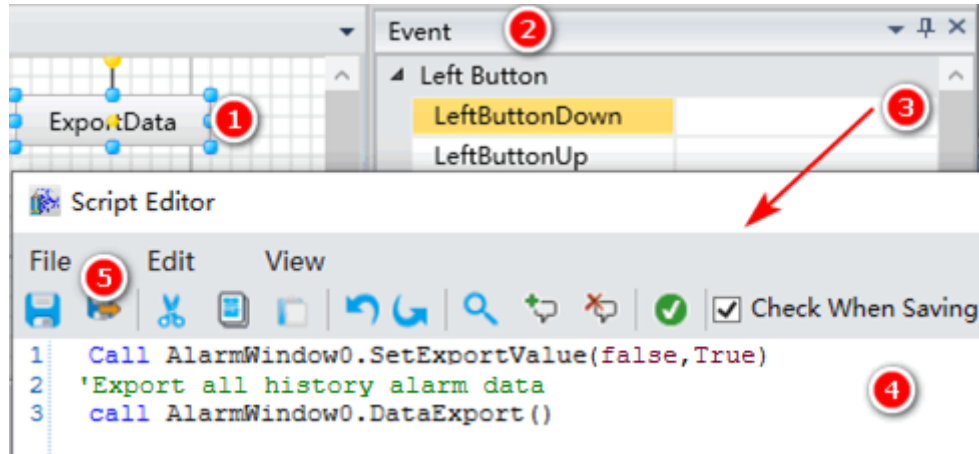 Event
2
Left Button
ExportData
1
LeftButtonDown
3
LeftButtonUp
Script Editor
File
5
Edit
View
Check When Saving
1 Call AlarmWindow0.SetExportValue(false,True)
2 'Export all history alarm data
3 call AlarmWindow0.DataExport()
4